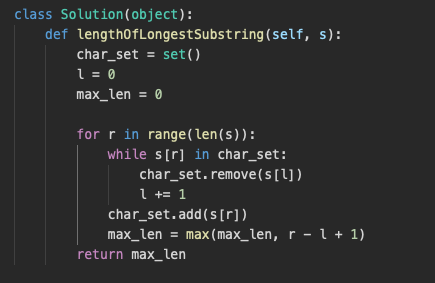 class Solution(object):
    def lengthOfLongestSubstring(self, s):
        char_set = set()
        l = 0
        max_len = 0

        for r in range(len(s)):
            while s[r] in char_set:
                char_set.remove(s[l])
                l += 1
            char_set.add(s[r])
            max_len = max(max_len, r - l + 1)
        return max_len